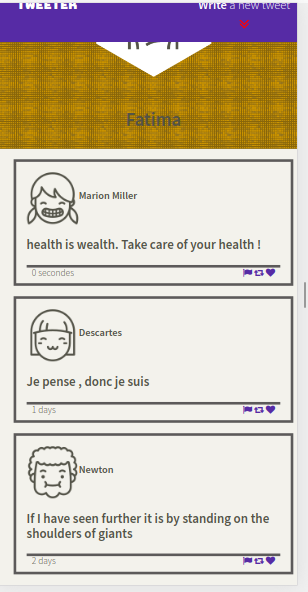 TWEETER
Write a new tweet
Fatima
Marion Miller
health is wealth. Take care of your health !
0 secondes
Descartes
Je pense , donc je suis
1 days
Newton
If I have seen further it is by standing on the
shoulders of giants
2 days